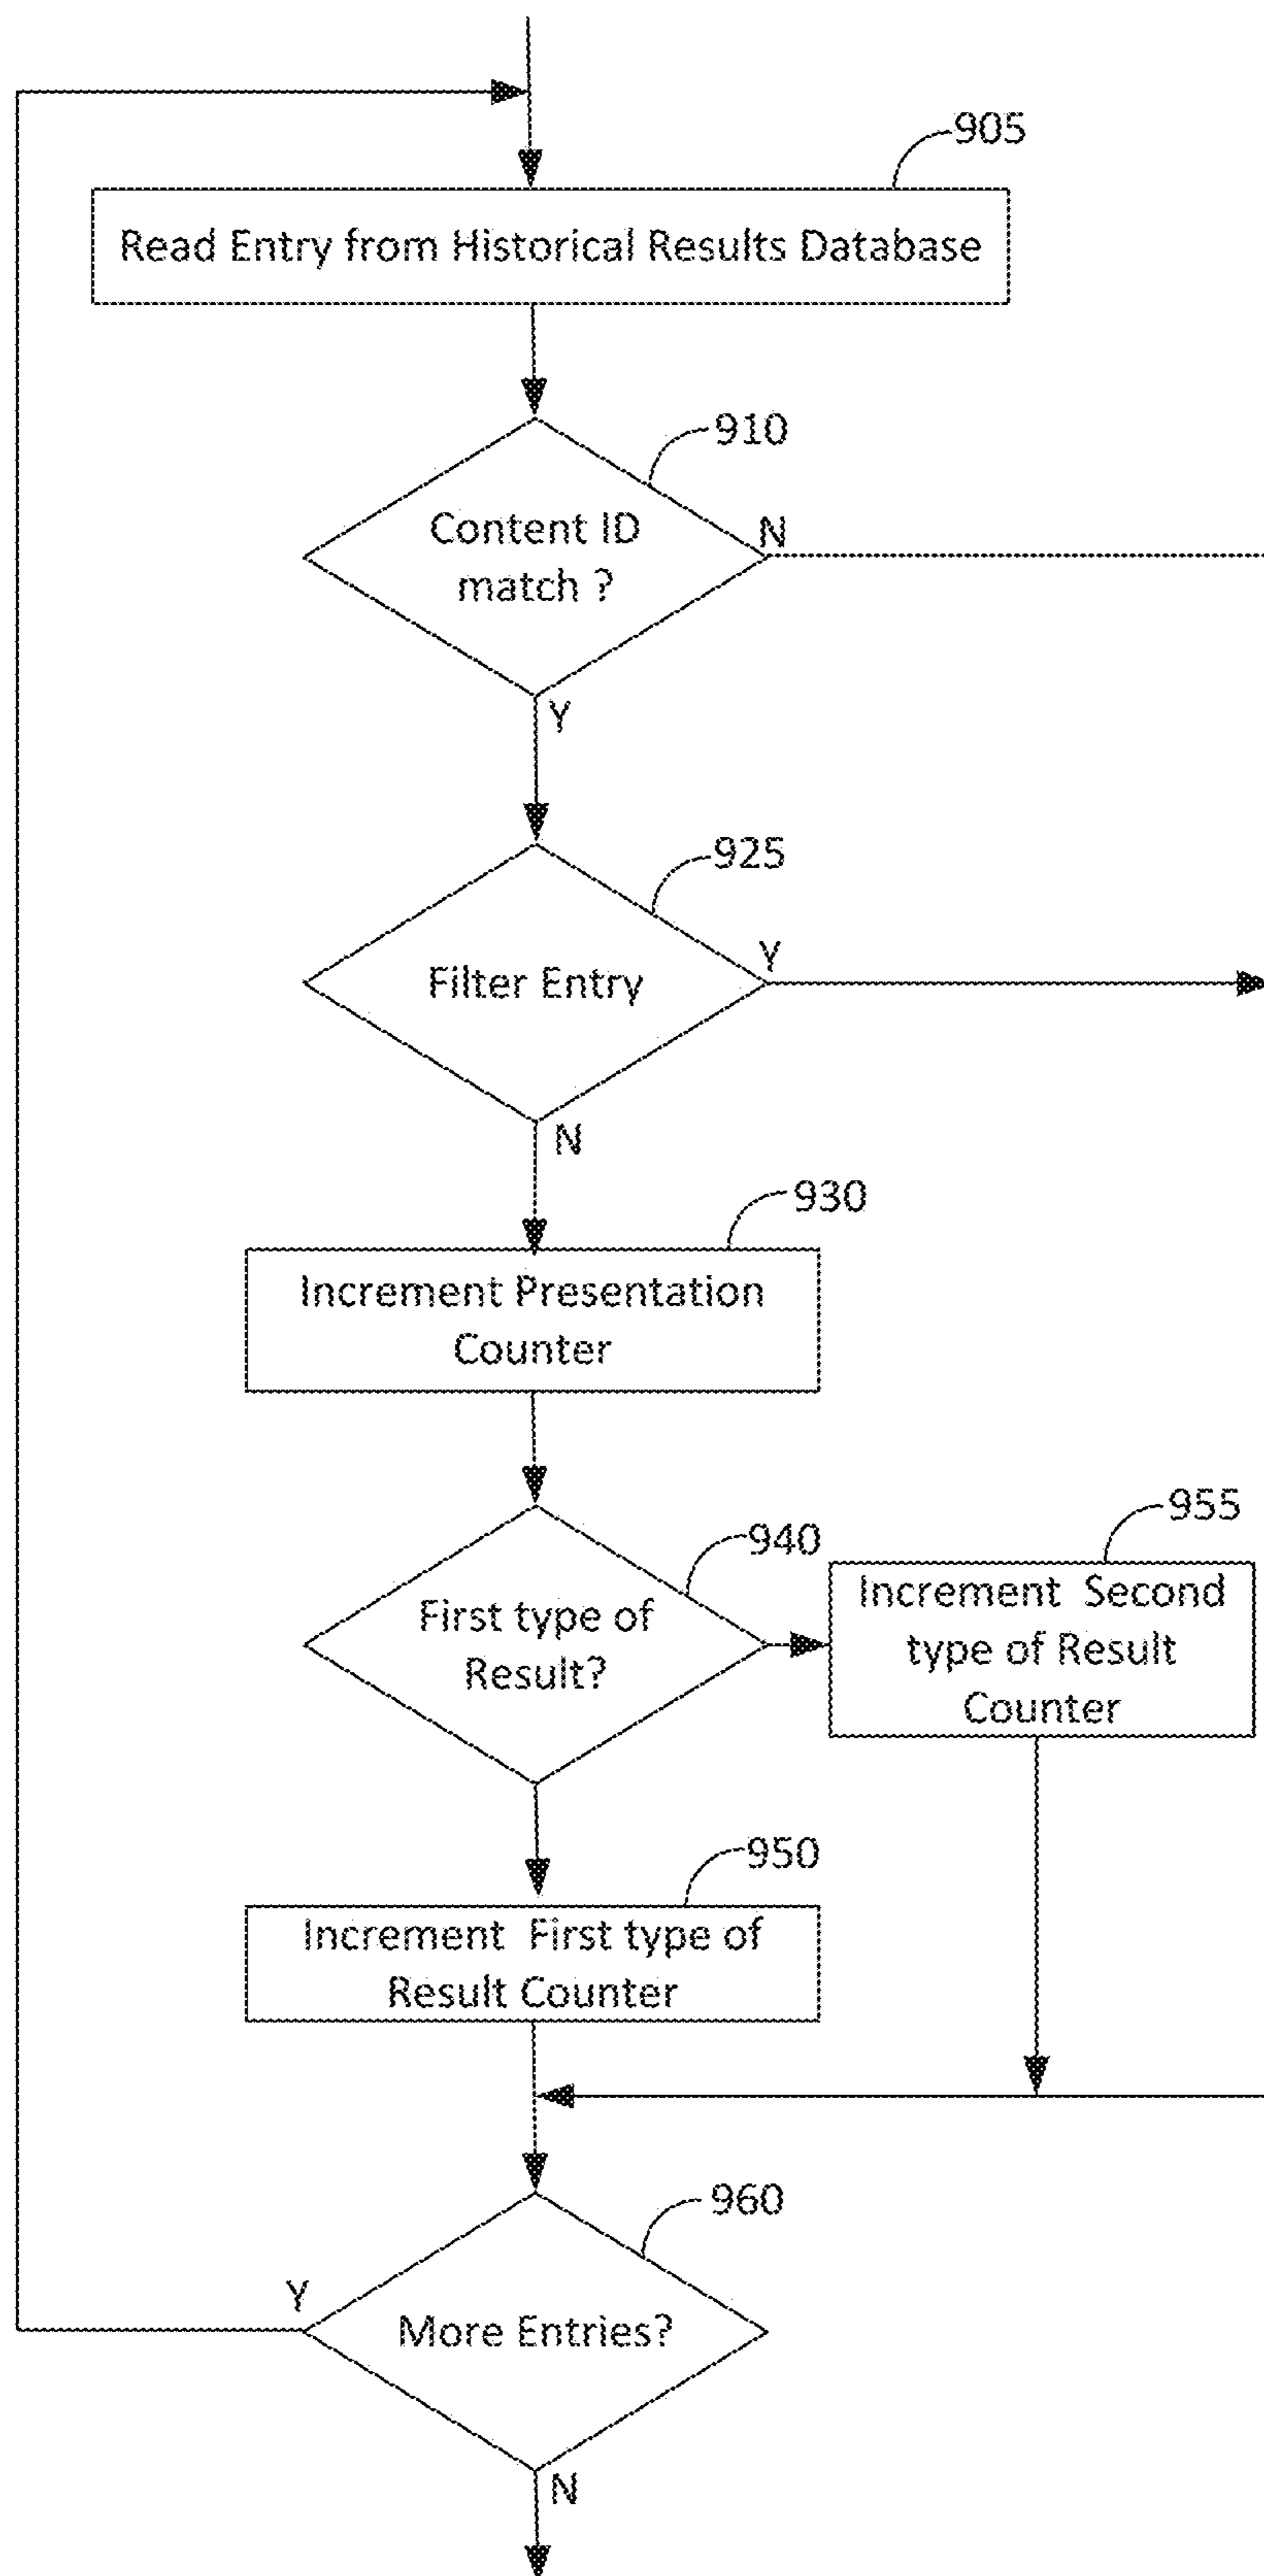 905
Read Entry from Historical Results Database
910
Content ID
match ?
N
Y
925
Filter Entry
Y
N
930
Increment Presentation
Counter
940
First type of
Result?
955
Increment Second
type of Result
Counter
950
Increment First type of
Result Counter
960
Y
More Entries?
N